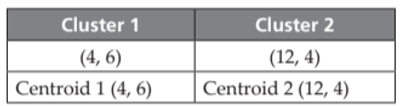 Cluster 1 Cluster 2
(4, 6) (12, 4)
Centroid 1 (4, 6) Centroid 2 (12, 4)